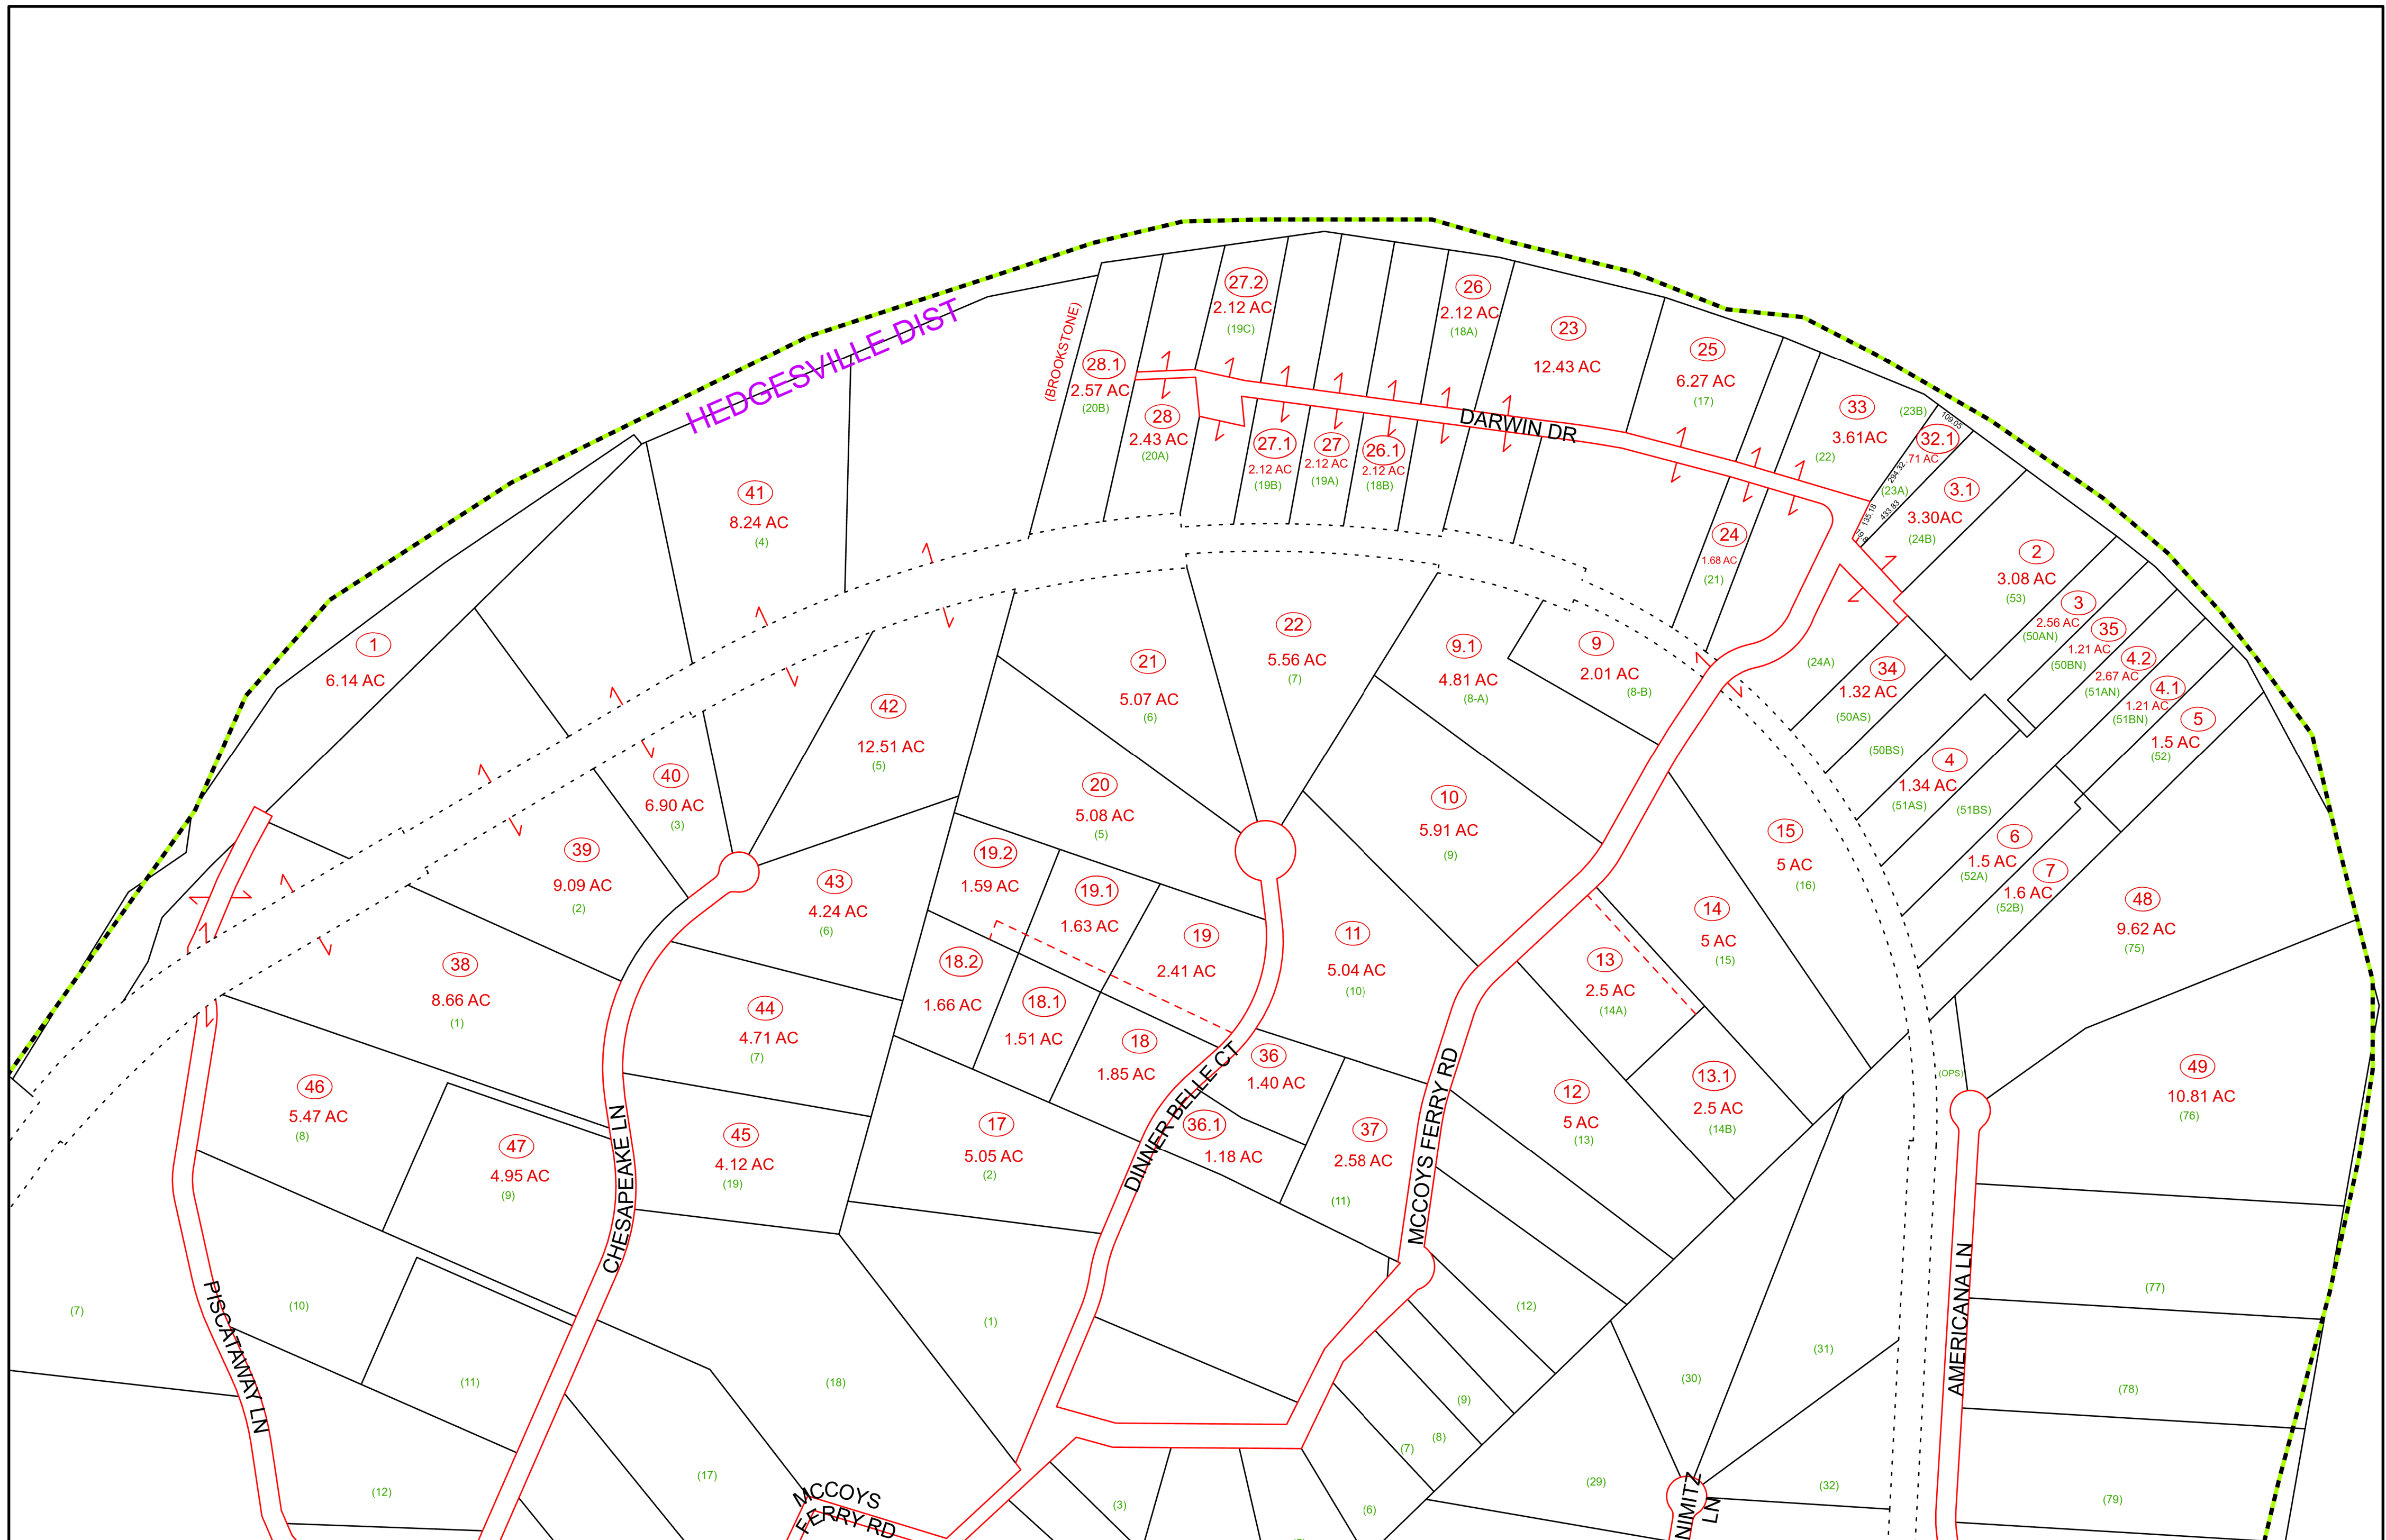 HEDGESVILLE DIST
(BROOKSTONE)
27.2
2.12 AC
(19C)
26
2.12 AC
(18A)
23
12.43 AC
25
6.27 AC
(17)
28.1
2.57 AC
(20B)
28
2.43 AC
(20A)
27.1
2.12 AC
(19B)
27
2.12 AC
(19A)
26.1
2.12 AC
(18B)
DARWIN DR
33
3.61AC
(22)
(23B)
109.05
32.1
.71 AC
294.32
(23A)
135.18
433.83
19.8
3.1
3.30AC
(24B)
24
1.68 AC
(21)
2
3.08 AC
(53)
3
2.56 AC
(50AN)
35
1.21 AC
(50BN)
4.2
2.67 AC
(51AN)
4.1
1.21 AC
(51BN)
5
1.5 AC
(52)
41
8.24 AC
(4)
1
6.14 AC
42
12.51 AC
(5)
40
6.90 AC
(3)
39
9.09 AC
(2)
21
5.07 AC
(6)
22
5.56 AC
(7)
9.1
4.81 AC
(8-A)
9
2.01 AC
(8-B)
(24A)
34
1.32 AC
(50AS)
(50BS)
4
1.34 AC
(51AS)
(51BS)
6
1.5 AC
(52A)
7
1.6 AC
(52B)
20
5.08 AC
(5)
10
5.91 AC
(9)
15
5 AC
(16)
43
4.24 AC
(6)
19.2
1.59 AC
19.1
1.63 AC
19
2.41 AC
11
5.04 AC
(10)
14
5 AC
(15)
13
2.5 AC
(14A)
48
9.62 AC
(75)
38
8.66 AC
(1)
44
4.71 AC
(7)
18.2
1.66 AC
18.1
1.51 AC
18
1.85 AC
36
1.40 AC
36.1
1.18 AC
37
2.58 AC
(11)
12
5 AC
(13)
13.1
2.5 AC
(14B)
(OPS)
49
10.81 AC
(76)
46
5.47 AC
(8)
47
4.95 AC
(9)
45
4.12 AC
(19)
17
5.05 AC
(2)
CHESAPEAKE LN
DINNER BELLE CT
MCCOYS FERRY RD
AMERICANA LN
PISCATAWAY LN
(7)
(10)
(11)
(12)
(17)
(18)
(1)
(12)
(9)
(8)
(7)
(6)
(3)
(30)
(31)
(29)
(32)
(77)
(78)
(79)
MCCOYS
FERRY RD
NIMITZ
LN